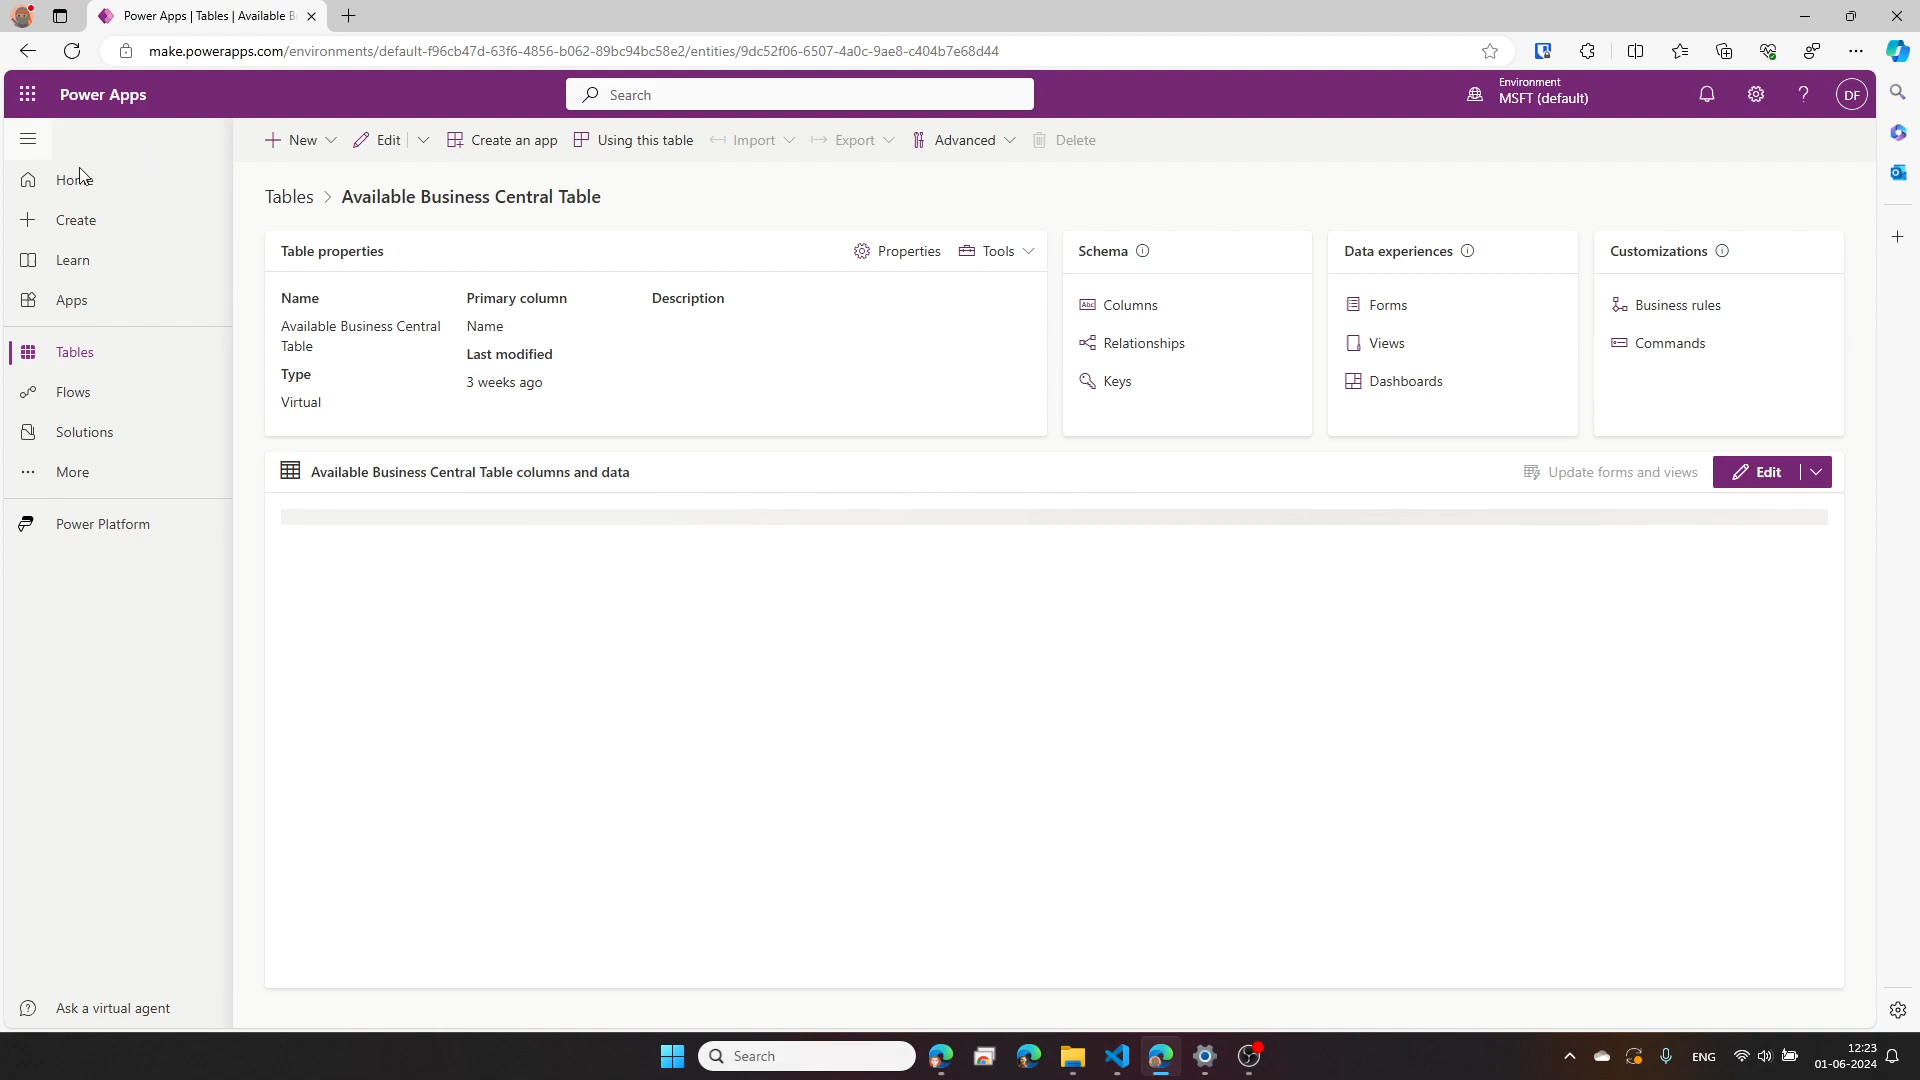 Power Apps | Tables | Available B
make.powerapps.com/environments/default-f96cb47d-63f6-4856-b062-89bc94bc58e2/entities/9dc52f06-6507-4a0c-9ae8-c404b7e68d44
Power Apps
Search
Environment
MSFT (default)
DF
New
Edit
Create an app
Using this table
Import
Export
Advanced
Delete
Home
Create
Learn
Apps
Tables
Flows
Solutions
More
Power Platform
Ask a virtual agent
Tables > Available Business Central Table
Table properties
Properties
Tools
Name
Available Business Central
Table
Type
Virtual
Primary column
Name
Last modified
3 weeks ago
Description
Schema
Abc Columns
Relationships
Keys
Data experiences
Forms
Views
Dashboards
Customizations
Business rules
Commands
Available Business Central Table columns and data
Update forms and views
Edit
Search
ENG
12:23
01-06-2024